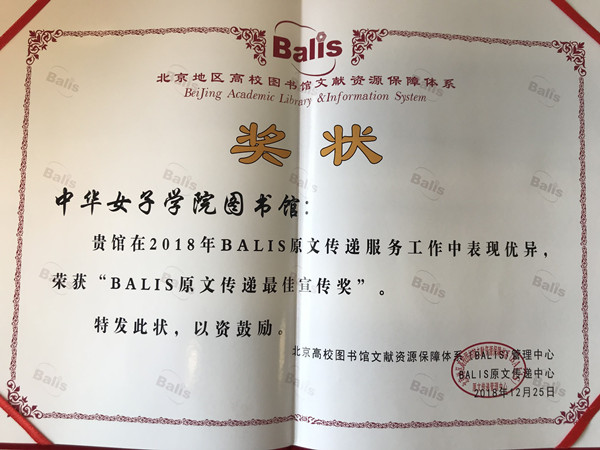 Balis
北京地区高校图书馆文献资源保障体系
BeiJing Academic Library &Information System
奖状
中华女子学院图书馆：
贵馆在2018年BALIS原文传递服务工作中表现优异，
荣获“BALIS原文传递最佳宣传奖”。
特发此状，以资鼓励。
北京高校图书馆文献资源保障体系（BALIS）管理中心
BALIS原文传递中心
2018年12月25日